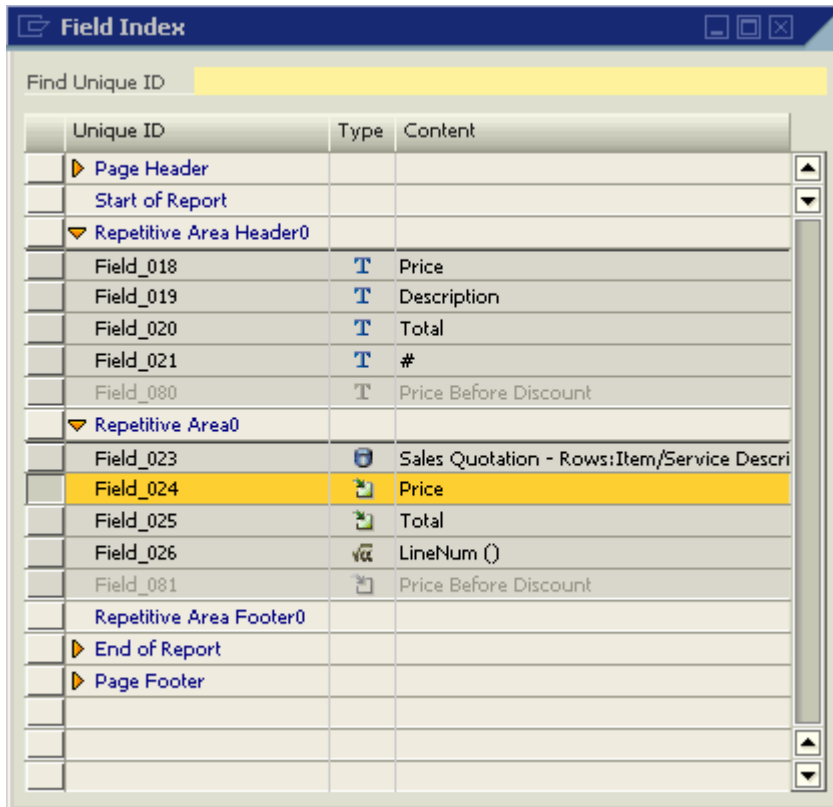 Field Index
Find Unique ID
Unique ID Type Content
Page Header
Start of Report
Repetitive Area Header0
Field_018 T Price
Field_019 T Description
Field_020 T Total
Field_021 T #
Field_080 T Price Before Discount
Repetitive Area0
Field_023 Sales Quotation - Rows:Item/Service Descri
Field_024 Price
Field_025 Total
Field_026 √α LineNum ()
Field_081 Price Before Discount
Repetitive Area Footer0
End of Report
Page Footer